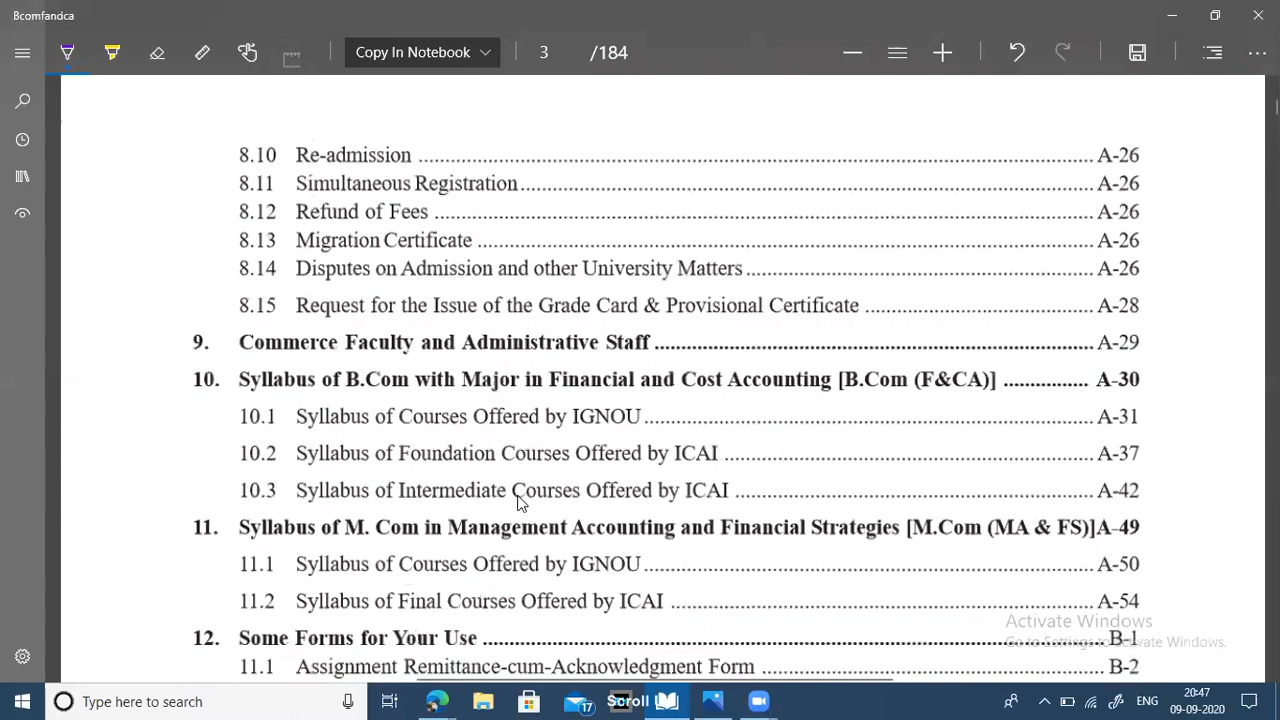 Bcomfandca
Copy In Notebook
3 /184
8.10 Re-admission ........ A-26
8.11 Simultaneous Registration ........ A-26
8.12 Refund of Fees ........ A-26
8.13 Migration Certificate ........ A-26
8.14 Disputes on Admission and other University Matters ........ A-26
8.15 Request for the Issue of the Grade Card & Provisional Certificate ........ A-28
9. Commerce Faculty and Administrative Staff ........ A-29
10. Syllabus of B.Com with Major in Financial and Cost Accounting [B.Com (F&CA)] ........ A-30
10.1 Syllabus of Courses Offered by IGNOU ........ A-31
10.2 Syllabus of Foundation Courses Offered by ICAI ........ A-37
10.3 Syllabus of Intermediate Courses Offered by ICAI ........ A-42
11. Syllabus of M. Com in Management Accounting and Financial Strategies [M.Com (MA & FS)]A-49
11.1 Syllabus of Courses Offered by IGNOU ........ A-50
11.2 Syllabus of Final Courses Offered by ICAI ........ A-54
Activate Windows
12. Some Forms for Your Use ........ B-1
Go to Settings to activate Windows.
11.1 Assignment Remittance-cum-Acknowledgment Form ........ B-2
Type here to search
17
Scroll
ENG
20:47
09-09-2020